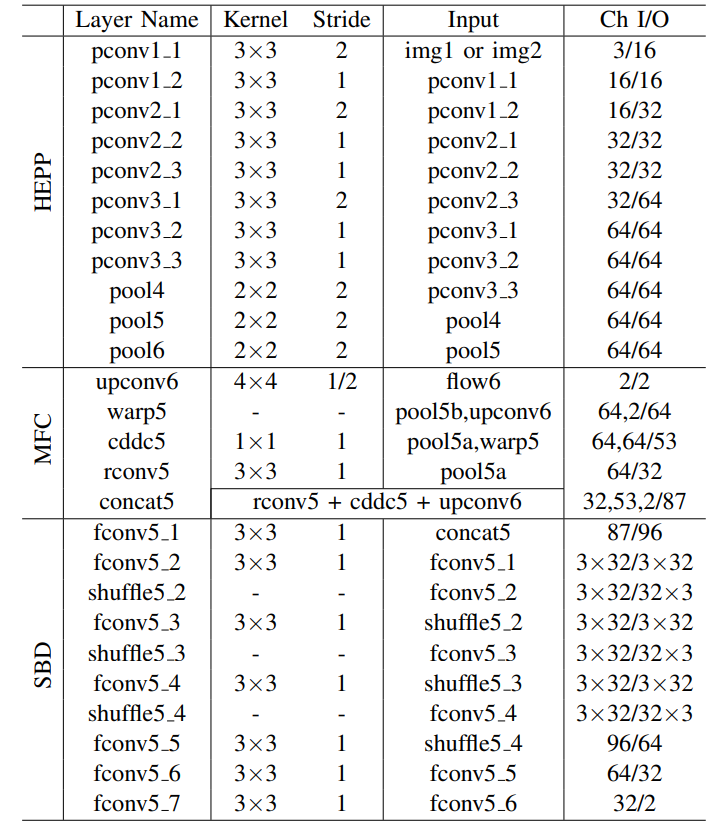 Layer Name Kernel Stride Input Ch I/O
HEPP
pconv1_1 3×3 2 img1 or img2 3/16
pconv1_2 3×3 1 pconv1_1 16/16
pconv2_1 3×3 2 pconv1_2 16/32
pconv2_2 3×3 1 pconv2_1 32/32
pconv2_3 3×3 1 pconv2_2 32/32
pconv3_1 3×3 2 pconv2_3 32/64
pconv3_2 3×3 1 pconv3_1 64/64
pconv3_3 3×3 1 pconv3_2 64/64
pool4 2×2 2 pconv3_3 64/64
pool5 2×2 2 pool4 64/64
pool6 2×2 2 pool5 64/64
MFC
upconv6 4×4 1/2 flow6 2/2
warp5 - - pool5b,upconv6 64,2/64
cddc5 1×1 1 pool5a,warp5 64,64/53
rconv5 3×3 1 pool5a 64/32
concat5 rconv5 + cddc5 + upconv6 32,53,2/87
SBD
fconv5_1 3×3 1 concat5 87/96
fconv5_2 3×3 1 fconv5_1 3×32/3×32
shuffle5_2 - - fconv5_2 3×32/32×3
fconv5_3 3×3 1 shuffle5_2 3×32/3×32
shuffle5_3 - - fconv5_3 3×32/32×3
fconv5_4 3×3 1 shuffle5_3 3×32/3×32
shuffle5_4 - - fconv5_4 3×32/32×3
fconv5_5 3×3 1 shuffle5_4 96/64
fconv5_6 3×3 1 fconv5_5 64/32
fconv5_7 3×3 1 fconv5_6 32/2